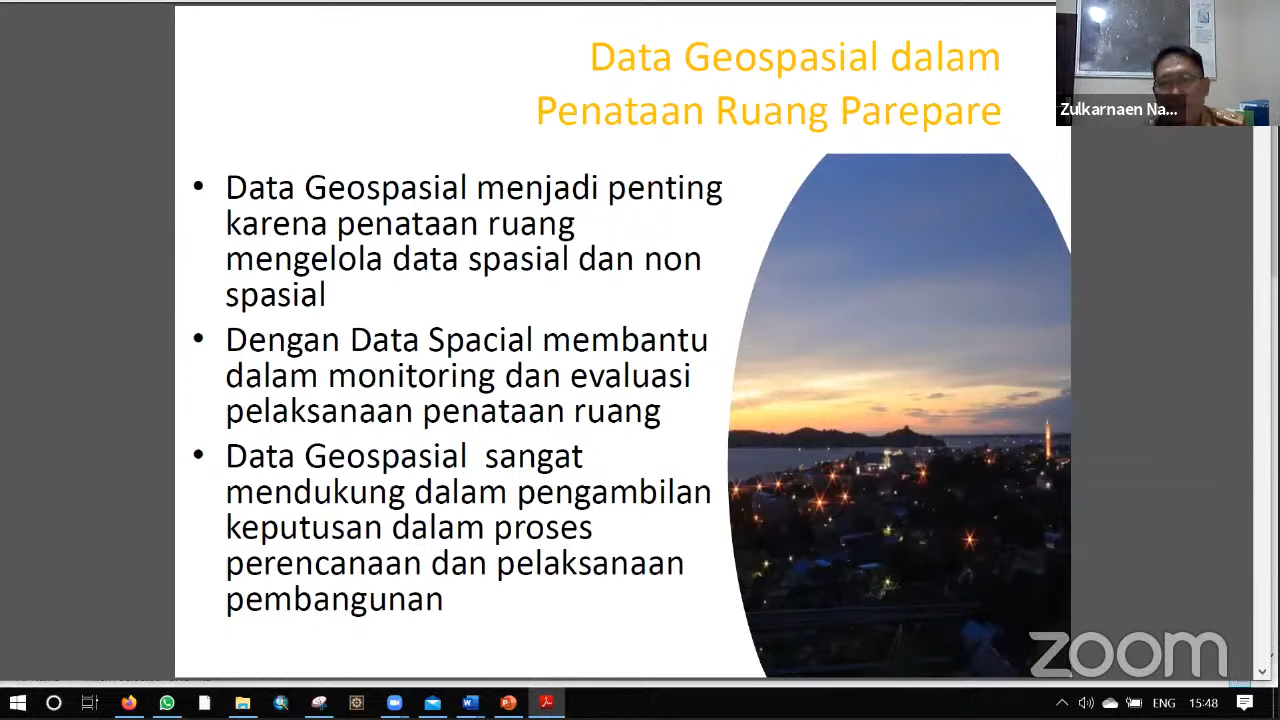 Data Geospasial dalam
Penataan Ruang Parepare
Zulkarnaen Na...
• Data Geospasial menjadi penting
karena penataan ruang
mengelola data spasial dan non
spasial
• Dengan Data Spacial membantu
dalam monitoring dan evaluasi
pelaksanaan penataan ruang
• Data Geospasial sangat
mendukung dalam pengambilan
keputusan dalam proses
perencanaan dan pelaksanaan
pembangunan
zoom
ENG
15:48